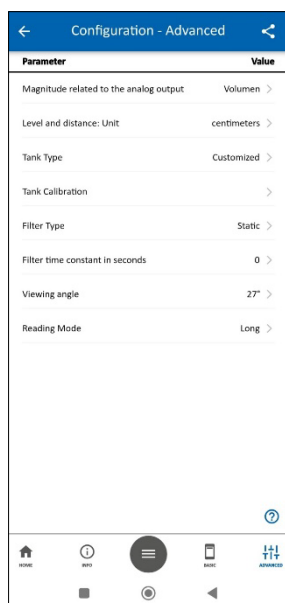 Configuration - Advanced
Parameter Value
Magnitude related to the analog output Volumen
Level and distance: Unit centimeters
Tank Type Customized
Tank Calibration
Filter Type Static
Filter time constant in seconds 0
Viewing angle 27°
Reading Mode Long
HOME INFO BASIC ADVANCED